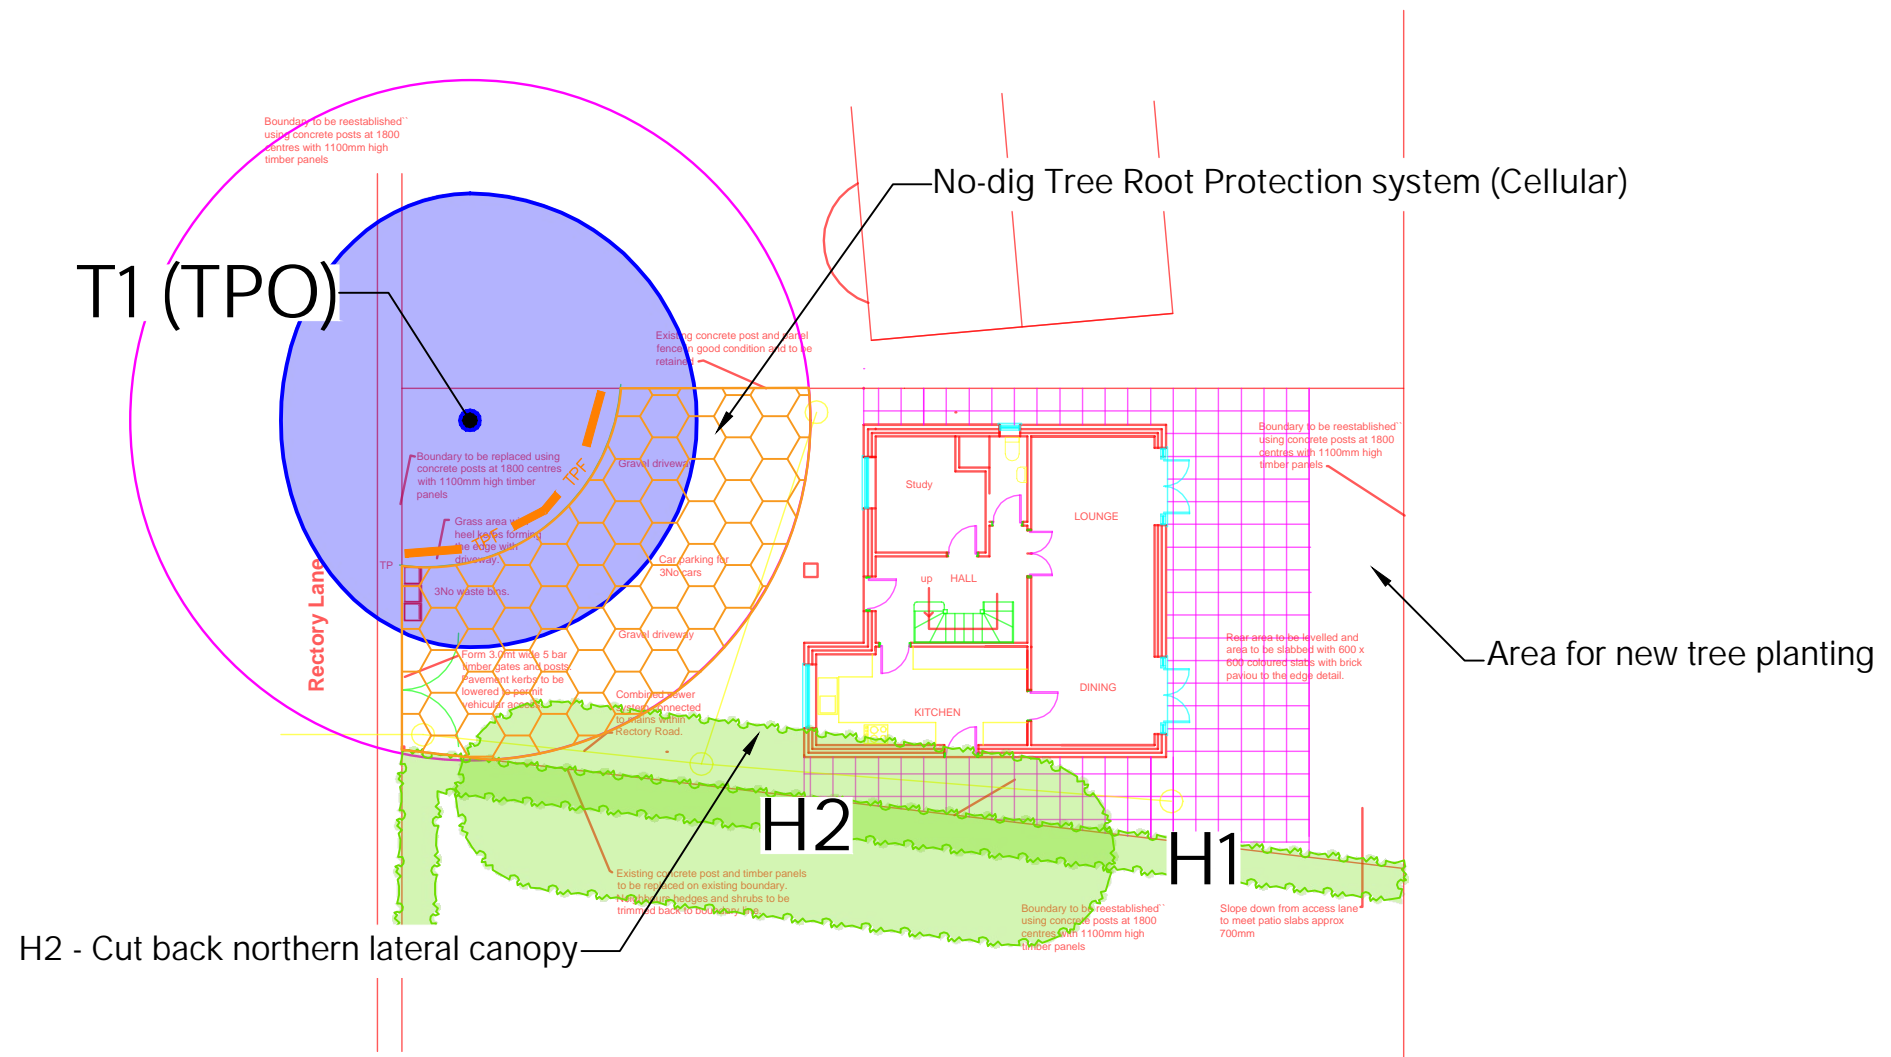 Boundary to be reestablished``
using concrete posts at 1800
centres with 1100mm high
timber panels
No-dig Tree Root Protection system (Cellular)
T1 (TPO)
Existing concrete post and panel
fence in good condition and to be
retained
Boundary to be replaced using
concrete posts at 1800 centres
with 1100mm high timber
panels
Gravel driveway
TPF
Grass area with
heel kerbs forming
the edge with
driveway.
TPF
TP
3No waste bins.
Car parking for
3No cars
Gravel driveway
Rectory Lane
Form 3.0mt wide 5 bar
timber gates and posts.
Pavement kerbs to be
lowered to permit
vehicular access.
Combined sewer
system connected
to mains within
Rectory Road.
Study
LOUNGE
up
HALL
DINING
KITCHEN
Boundary to be reestablished``
using concrete posts at 1800
centres with 1100mm high
timber panels
Rear area to be levelled and
area to be slabbed with 600 x
600 coloured slabs with brick
paviou to the edge detail.
Area for new tree planting
H2
H1
Existing concrete post and timber panels
to be replaced on existing boundary.
Neighbours hedges and shrubs to be
trimmed back to boundary line.
Boundary to be reestablished``
using concrete posts at 1800
centres with 1100mm high
timber panels
Slope down from access lane
to meet patio slabs approx
700mm
H2 - Cut back northern lateral canopy